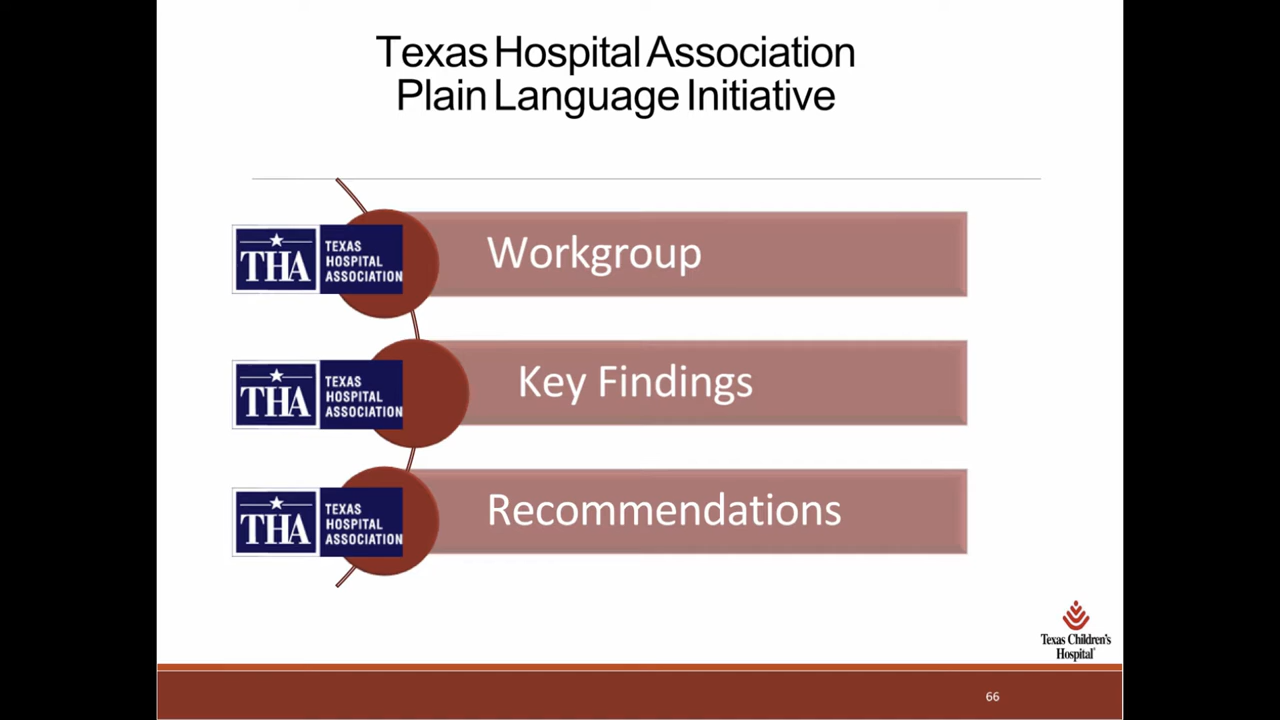 Texas Hospital Association
Plain Language Initiative
THA
TEXAS
HOSPITAL
ASSOCIATION
Workgroup
THA
TEXAS
HOSPITAL
ASSOCIATION
Key Findings
THA
TEXAS
HOSPITAL
ASSOCIATION
Recommendations
Texas Children's
Hospital
66